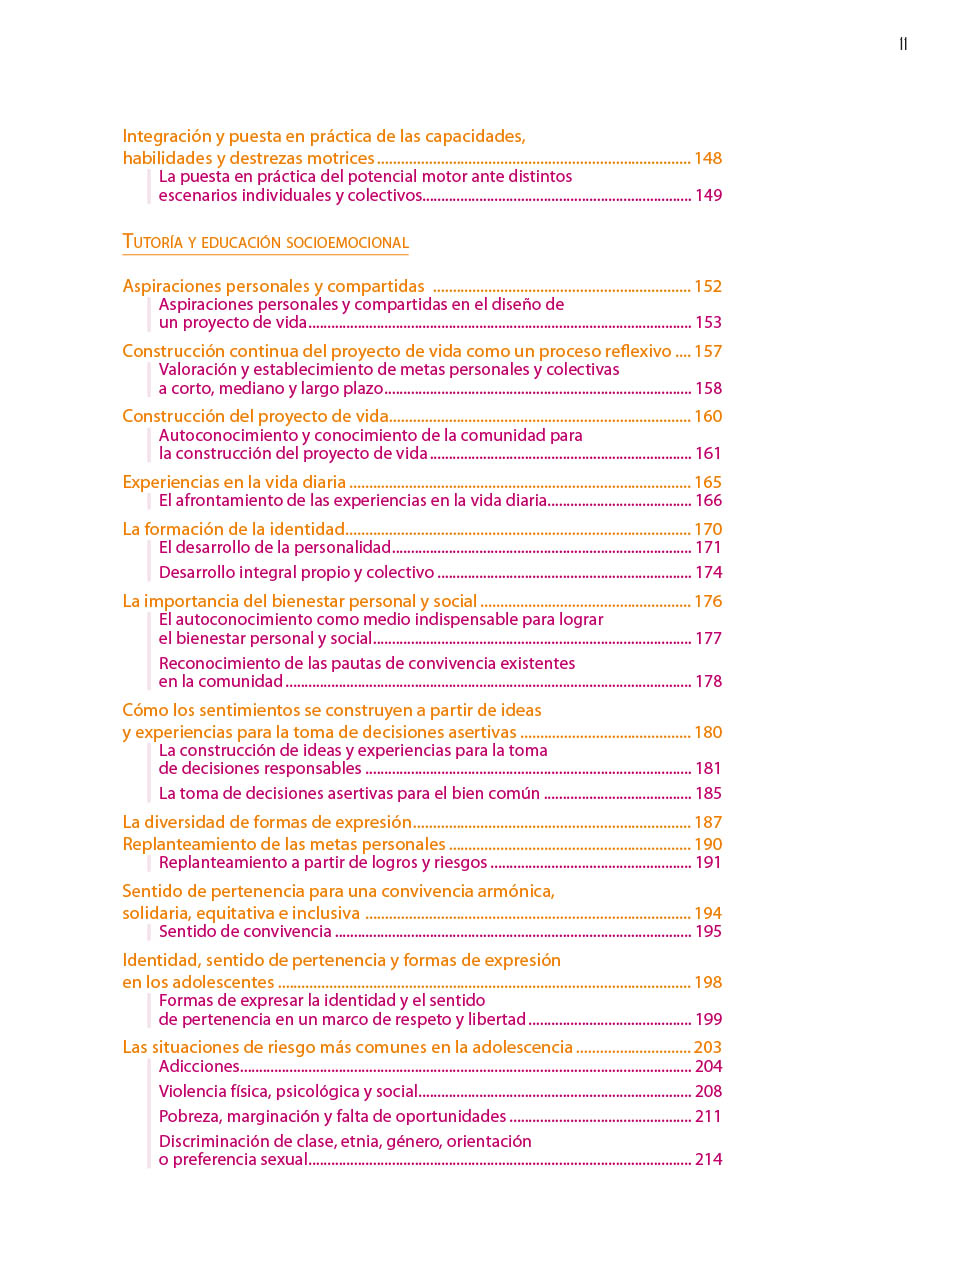 11
Integración y puesta en práctica de las capacidades,
habilidades y destrezas motrices ............................................................................... 148
La puesta en práctica del potencial motor ante distintos
escenarios individuales y colectivos....................................................................... 149
Tutoría y educación socioemocional
Aspiraciones personales y compartidas ................................................................. 152
Aspiraciones personales y compartidas en el diseño de
un proyecto de vida..................................................................................................... 153
Construcción continua del proyecto de vida como un proceso reflexivo .... 157
Valoración y establecimiento de metas personales y colectivas
a corto, mediano y largo plazo................................................................................. 158
Construcción del proyecto de vida............................................................................ 160
Autoconocimiento y conocimiento de la comunidad para
la construcción del proyecto de vida ..................................................................... 161
Experiencias en la vida diaria ...................................................................................... 165
El afrontamiento de las experiencias en la vida diaria...................................... 166
La formación de la identidad....................................................................................... 170
El desarrollo de la personalidad............................................................................... 171
Desarrollo integral propio y colectivo ................................................................... 174
La importancia del bienestar personal y social ..................................................... 176
El autoconocimiento como medio indispensable para lograr
el bienestar personal y social.................................................................................... 177
Reconocimiento de las pautas de convivencia existentes
en la comunidad ........................................................................................................... 178
Cómo los sentimientos se construyen a partir de ideas
y experiencias para la toma de decisiones asertivas ........................................... 180
La construcción de ideas y experiencias para la toma
de decisiones responsables ...................................................................................... 181
La toma de decisiones asertivas para el bien común ....................................... 185
La diversidad de formas de expresión...................................................................... 187
Replanteamiento de las metas personales ............................................................. 190
Replanteamiento a partir de logros y riesgos ..................................................... 191
Sentido de pertenencia para una convivencia armónica,
solidaria, equitativa e inclusiva .................................................................................. 194
Sentido de convivencia .............................................................................................. 195
Identidad, sentido de pertenencia y formas de expresión
en los adolescentes ........................................................................................................ 198
Formas de expresar la identidad y el sentido
de pertenencia en un marco de respeto y libertad ........................................... 199
Las situaciones de riesgo más comunes en la adolescencia ............................. 203
Adicciones....................................................................................................................... 204
Violencia física, psicológica y social........................................................................ 208
Pobreza, marginación y falta de oportunidades ................................................ 211
Discriminación de clase, etnia, género, orientación
o preferencia sexual..................................................................................................... 214